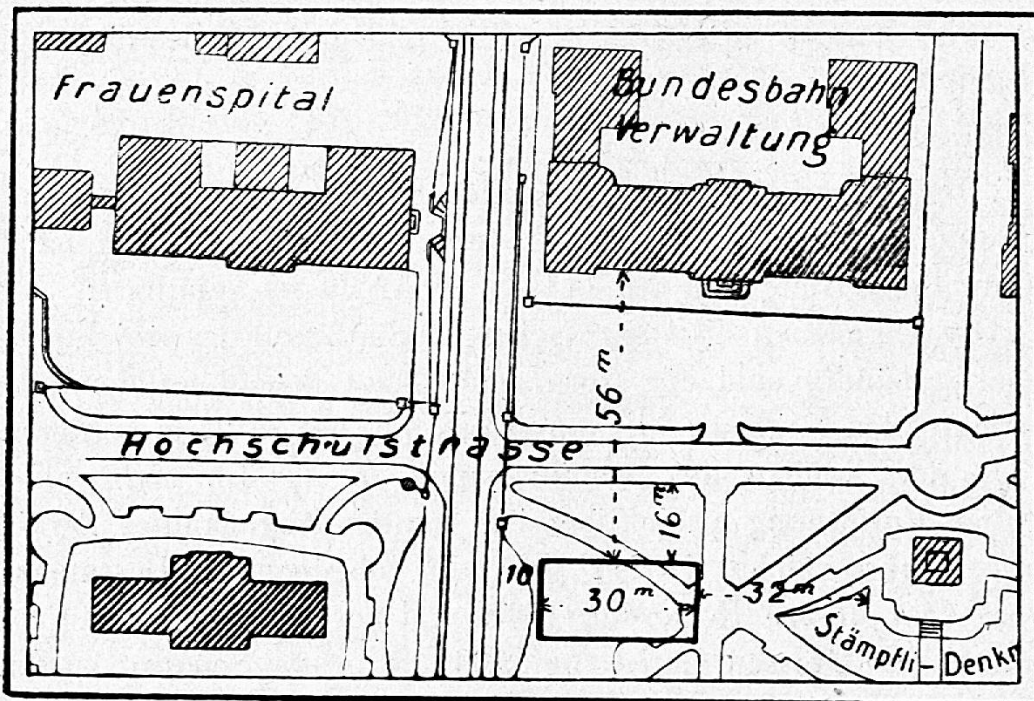 Frauenspital
Bundesbahn
Verwaltung
56 m
Hochschulstrasse
16 m
10
30 m
32 m
Stämpfli-Denkm